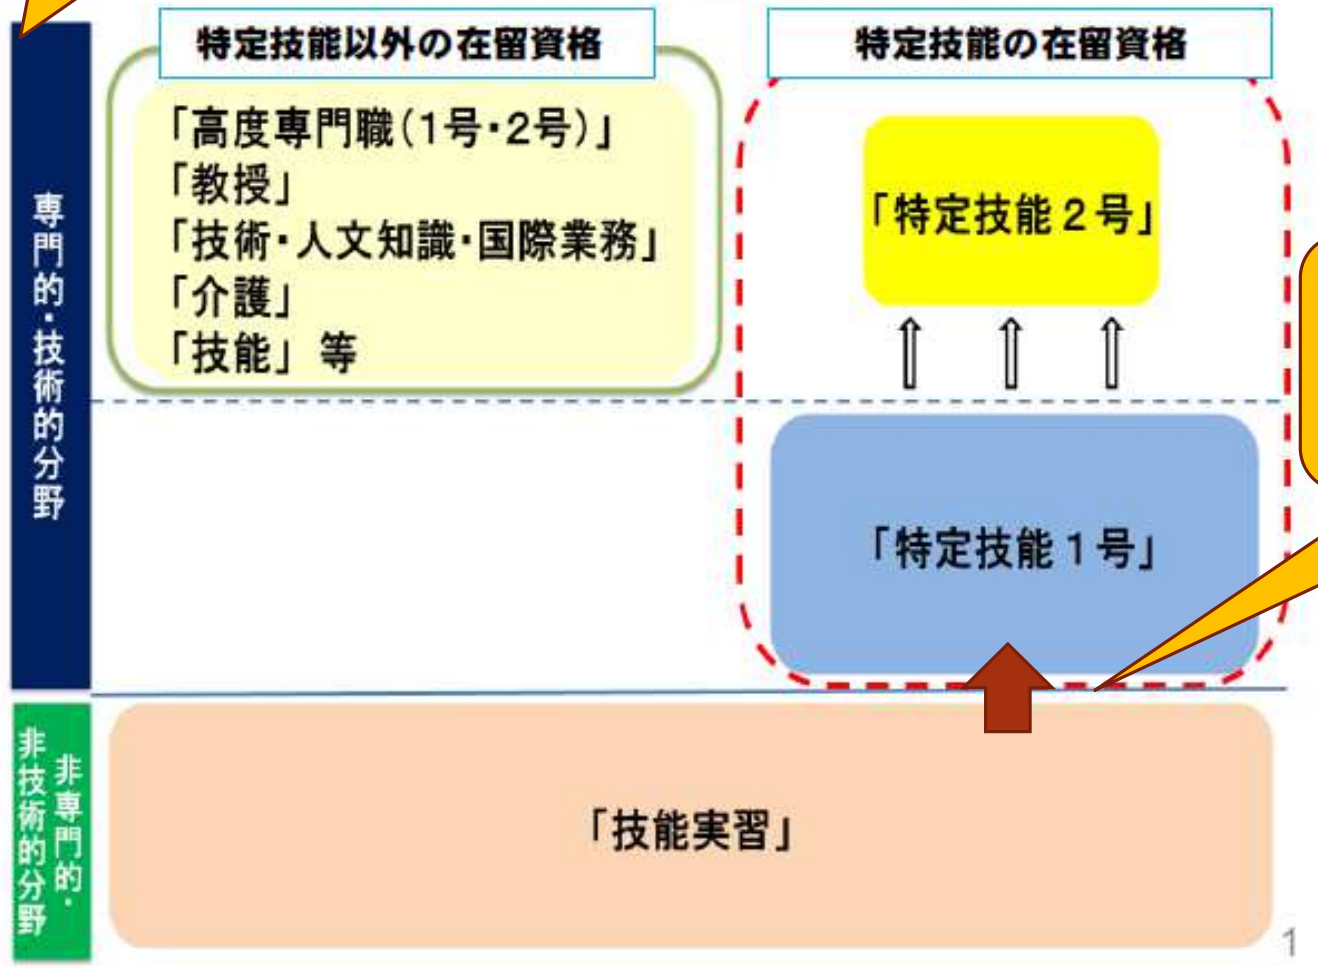 特定技能以外の在留資格
特定技能の在留資格
専門的・技術的分野
「高度専門職(1号・2号)」
「教授」
「技術・人文知識・国際業務」
「介護」
「技能」 等
「特定技能2号」
「特定技能1号」
非専門的・
非技術的分野
「技能実習」
1